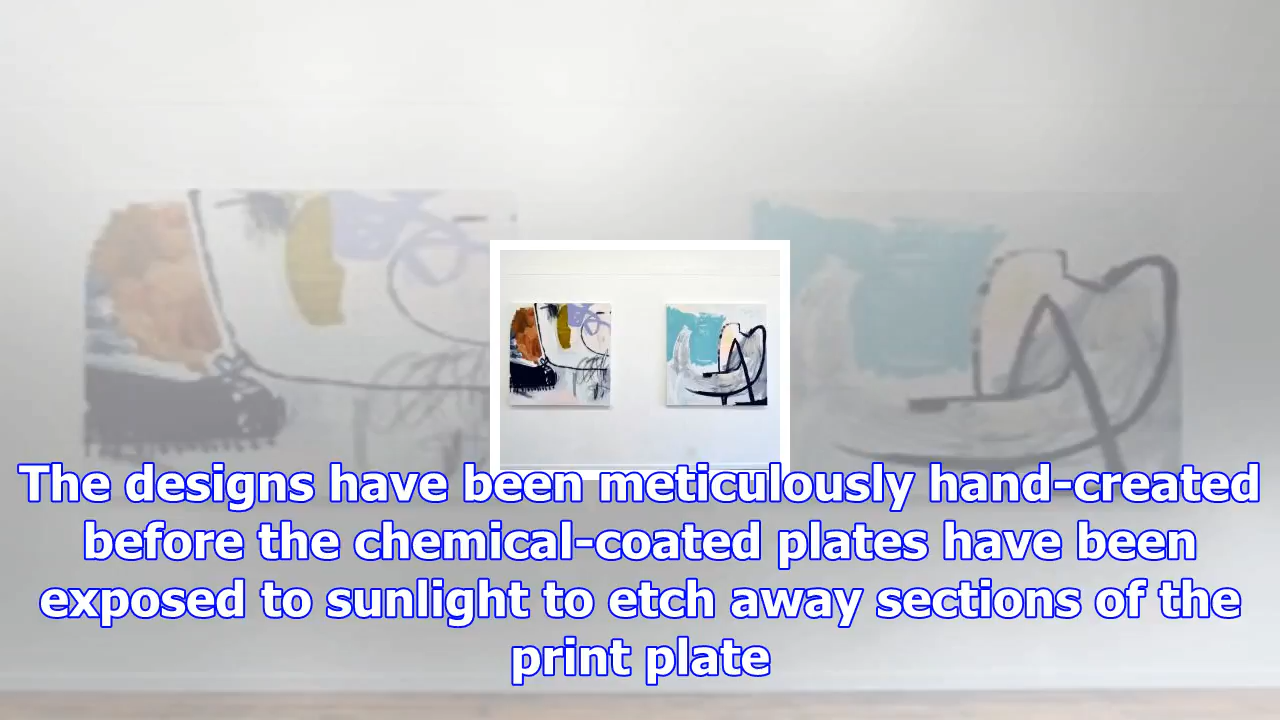 The designs have been meticulously hand-created
before the chemical-coated plates have been
exposed to sunlight to etch away sections of the
print plate